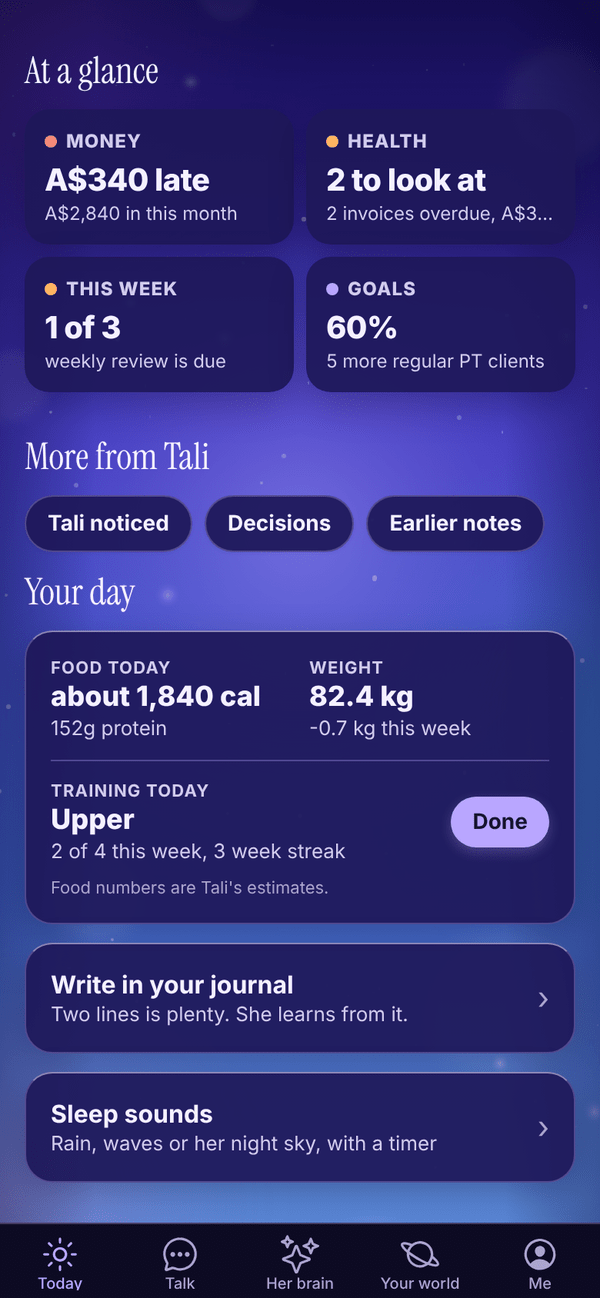 At a glance
MONEY
A$340 late
A$2,840 in this month
HEALTH
2 to look at
2 invoices overdue, A$3...
THIS WEEK
1 of 3
weekly review is due
GOALS
60%
5 more regular PT clients
More from Tali
Tali noticed
Decisions
Earlier notes
Your day
FOOD TODAY
about 1,840 cal
152g protein
WEIGHT
82.4 kg
-0.7 kg this week
TRAINING TODAY
Upper
2 of 4 this week, 3 week streak
Done
Food numbers are Tali's estimates.
Write in your journal
Two lines is plenty. She learns from it.
Sleep sounds
Rain, waves or her night sky, with a timer
Today
Talk
Her brain
Your world
Me